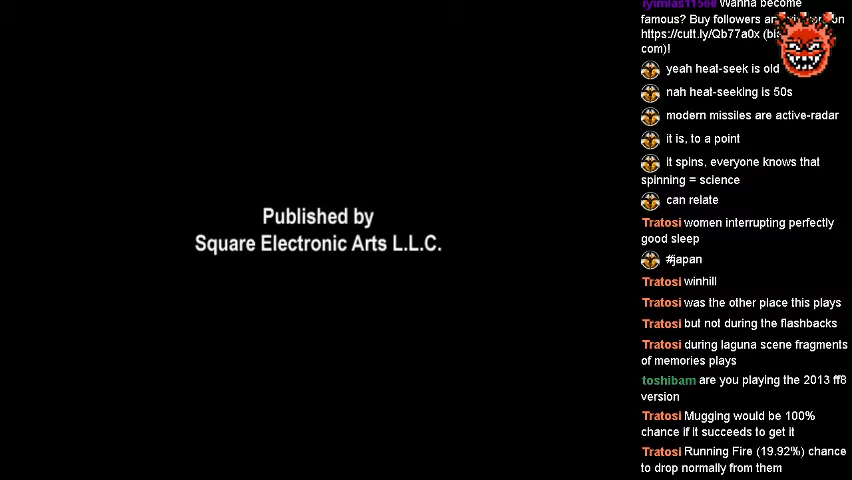 Published by
Square Electronic Arts L.L.C.
Wanna become
famous? Buy followers
on
https://cutt.ly/Qb77a0x
com)!
yeah heat-seek is old
nah heat-seeking is 50s
modern missiles are active-radar
it is, to a point
it spins, everyone knows that
spinning = science
can relate
Tratosi women interrupting perfectly
good sleep
#japan
Tratosi winhill
Tratosi was the other place this plays
Tratosi but not during the flashbacks
Tratosi during laguna scene fragments
of memories plays
toshibam are you playing the 2013 ff8
version
Tratosi Mugging would be 100%
chance if it succeeds to get it
Tratosi Running Fire (19.92%) chance
to drop normally from them